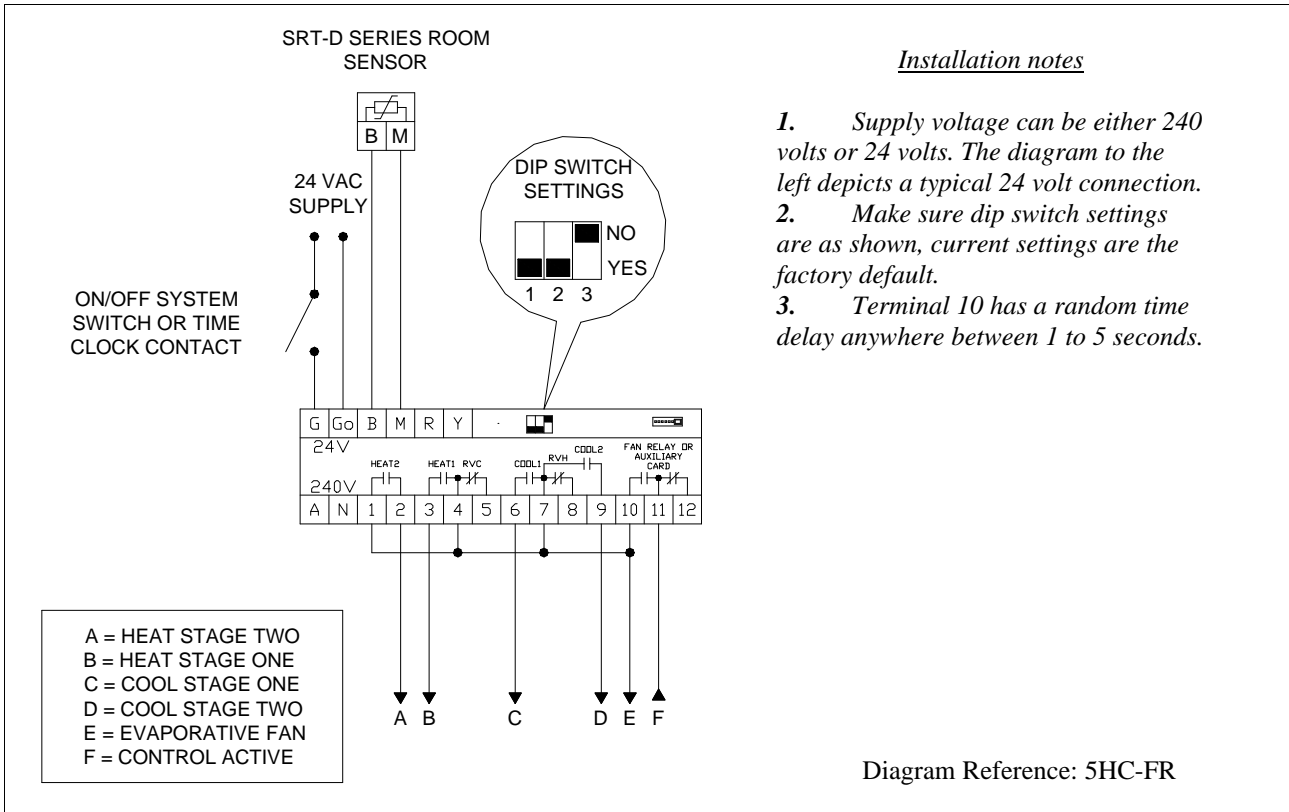 SRT-D SERIES ROOM
SENSOR
B M
24 VAC
SUPPLY
DIP SWITCH
SETTINGS
NO
YES
1 2 3
ON/OFF SYSTEM
SWITCH OR TIME
CLOCK CONTACT
G Go B M R Y
24V
HEAT2
HEAT1 RVC
COOL1
RVH
COOL2
FAN RELAY OR
AUXILIARY
CARD
240V
A N 1 2 3 4 5 6 7 8 9 10 11 12
A = HEAT STAGE TWO
B = HEAT STAGE ONE
C = COOL STAGE ONE
D = COOL STAGE TWO
E = EVAPORATIVE FAN
F = CONTROL ACTIVE
A B C D E F
Installation notes
1. Supply voltage can be either 240
volts or 24 volts. The diagram to the
left depicts a typical 24 volt connection.
2. Make sure dip switch settings
are as shown, current settings are the
factory default.
3. Terminal 10 has a random time
delay anywhere between 1 to 5 seconds.
Diagram Reference: 5HC-FR